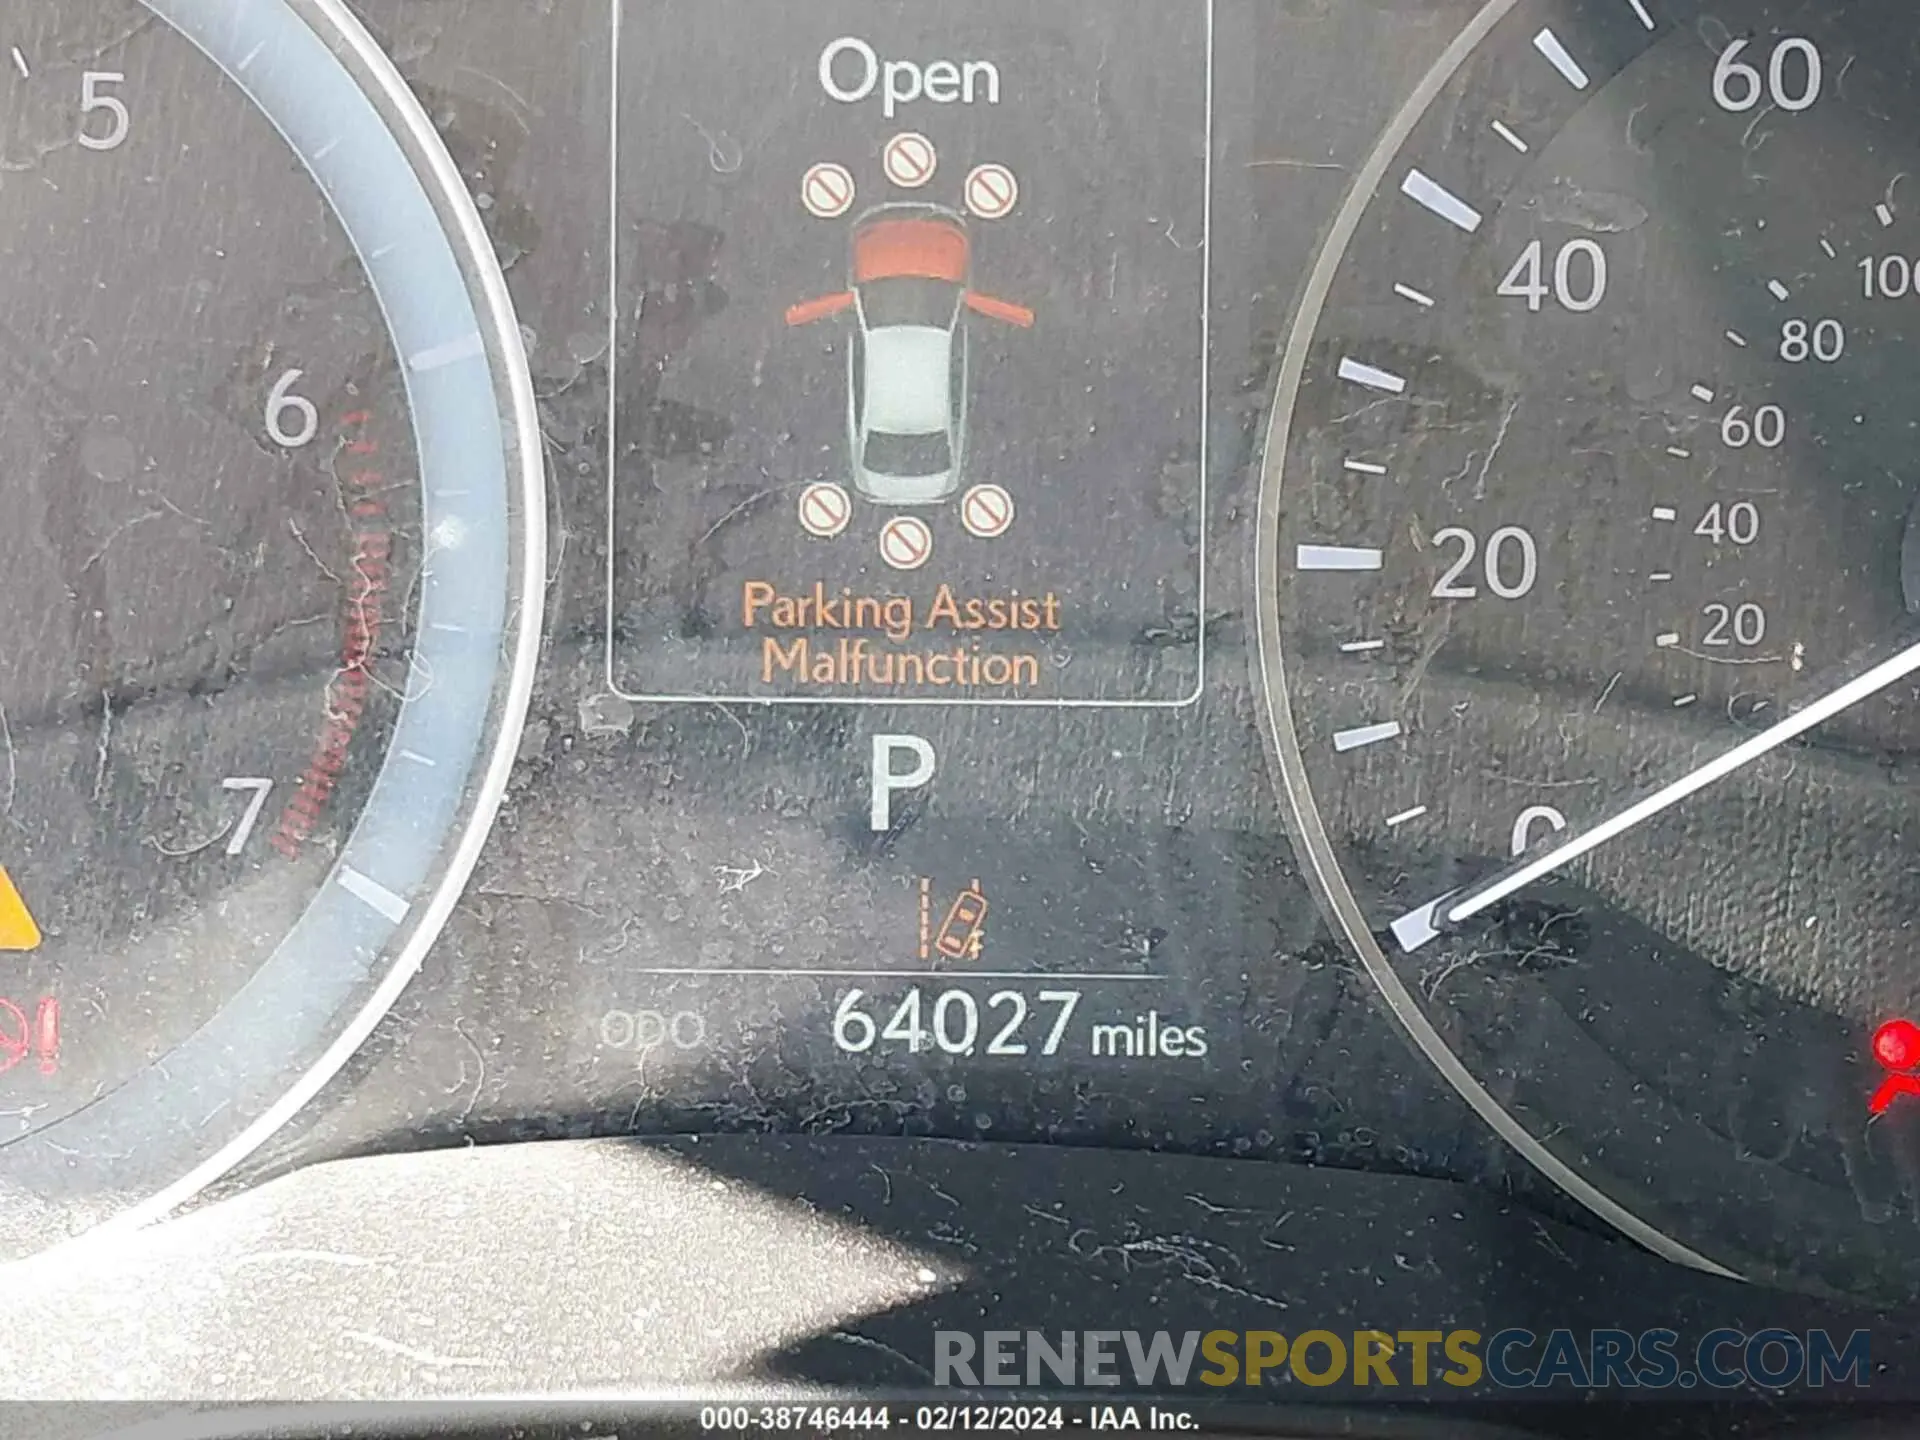 Open
Parking Assist
Malfunction
P
ODO 64027 miles
5
6
7
60
40
20
0
100
80
60
40
20
RENEWSPORTSCARS.COM
000-38746444 - 02/12/2024 - IAA Inc.